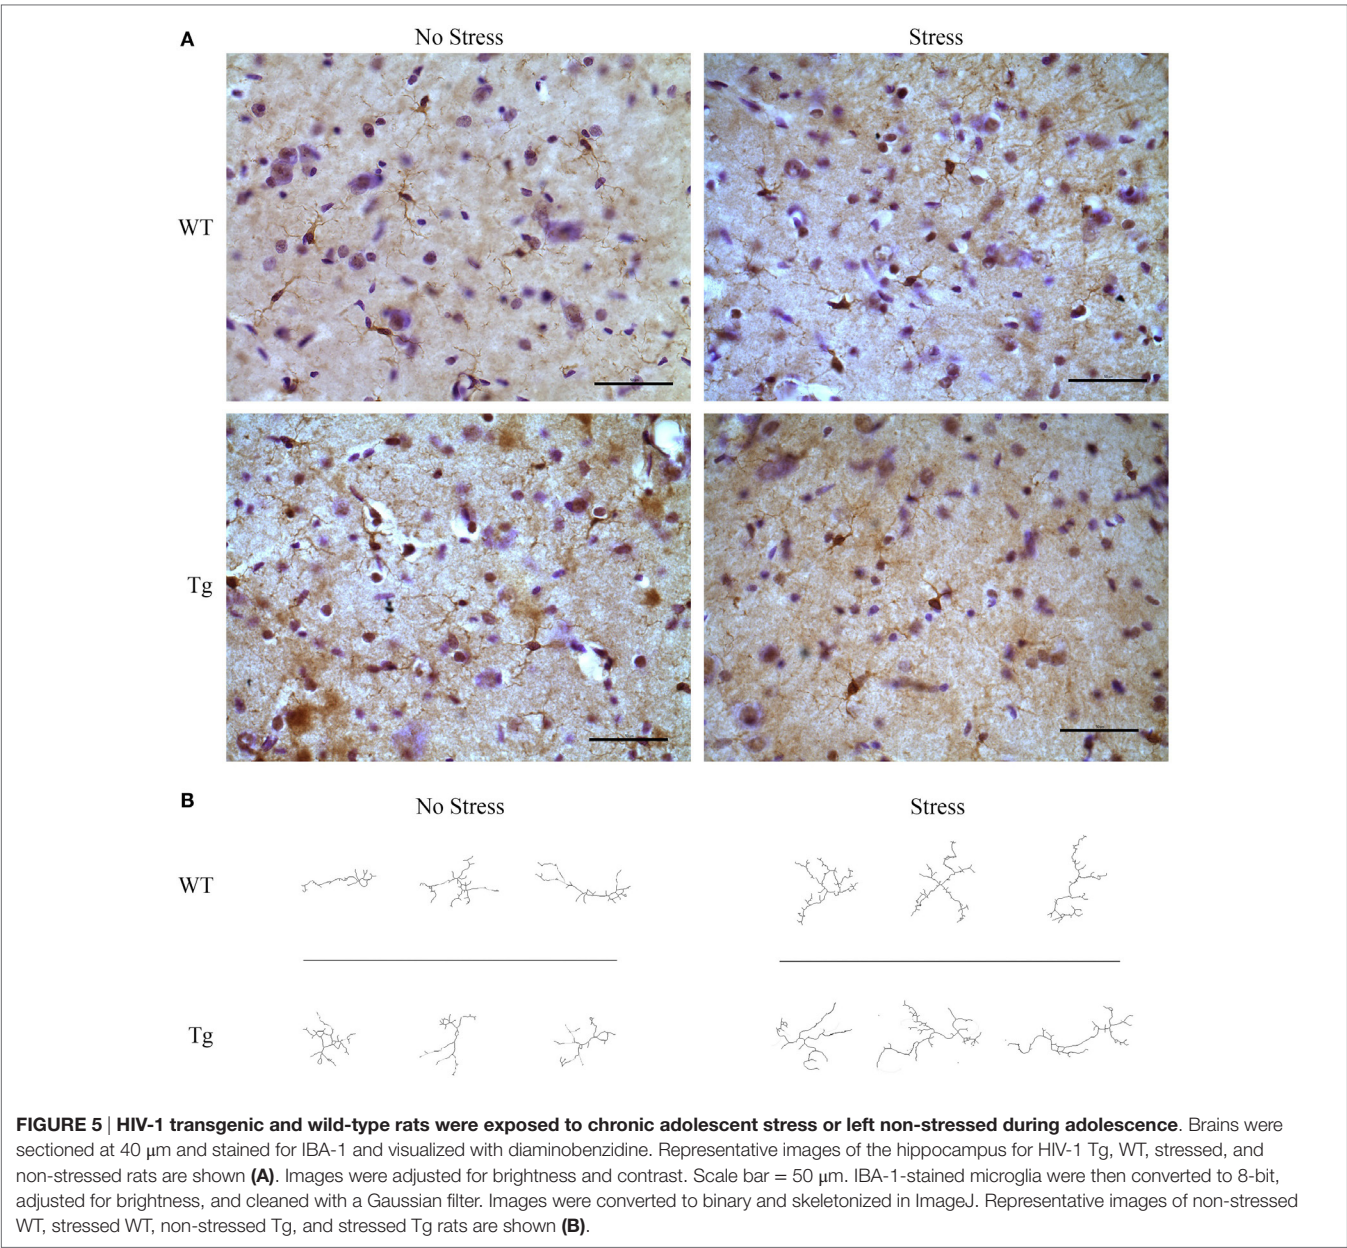 A
No Stress
Stress
WT
Tg
B
No Stress
Stress
WT
Tg
FIGURE 5 | HIV-1 transgenic and wild-type rats were exposed to chronic adolescent stress or left non-stressed during adolescence. Brains were
sectioned at 40 μm and stained for IBA-1 and visualized with diaminobenzidine. Representative images of the hippocampus for HIV-1 Tg, WT, stressed, and
non-stressed rats are shown (A). Images were adjusted for brightness and contrast. Scale bar = 50 μm. IBA-1-stained microglia were then converted to 8-bit,
adjusted for brightness, and cleaned with a Gaussian filter. Images were converted to binary and skeletonized in ImageJ. Representative images of non-stressed
WT, stressed WT, non-stressed Tg, and stressed Tg rats are shown (B).